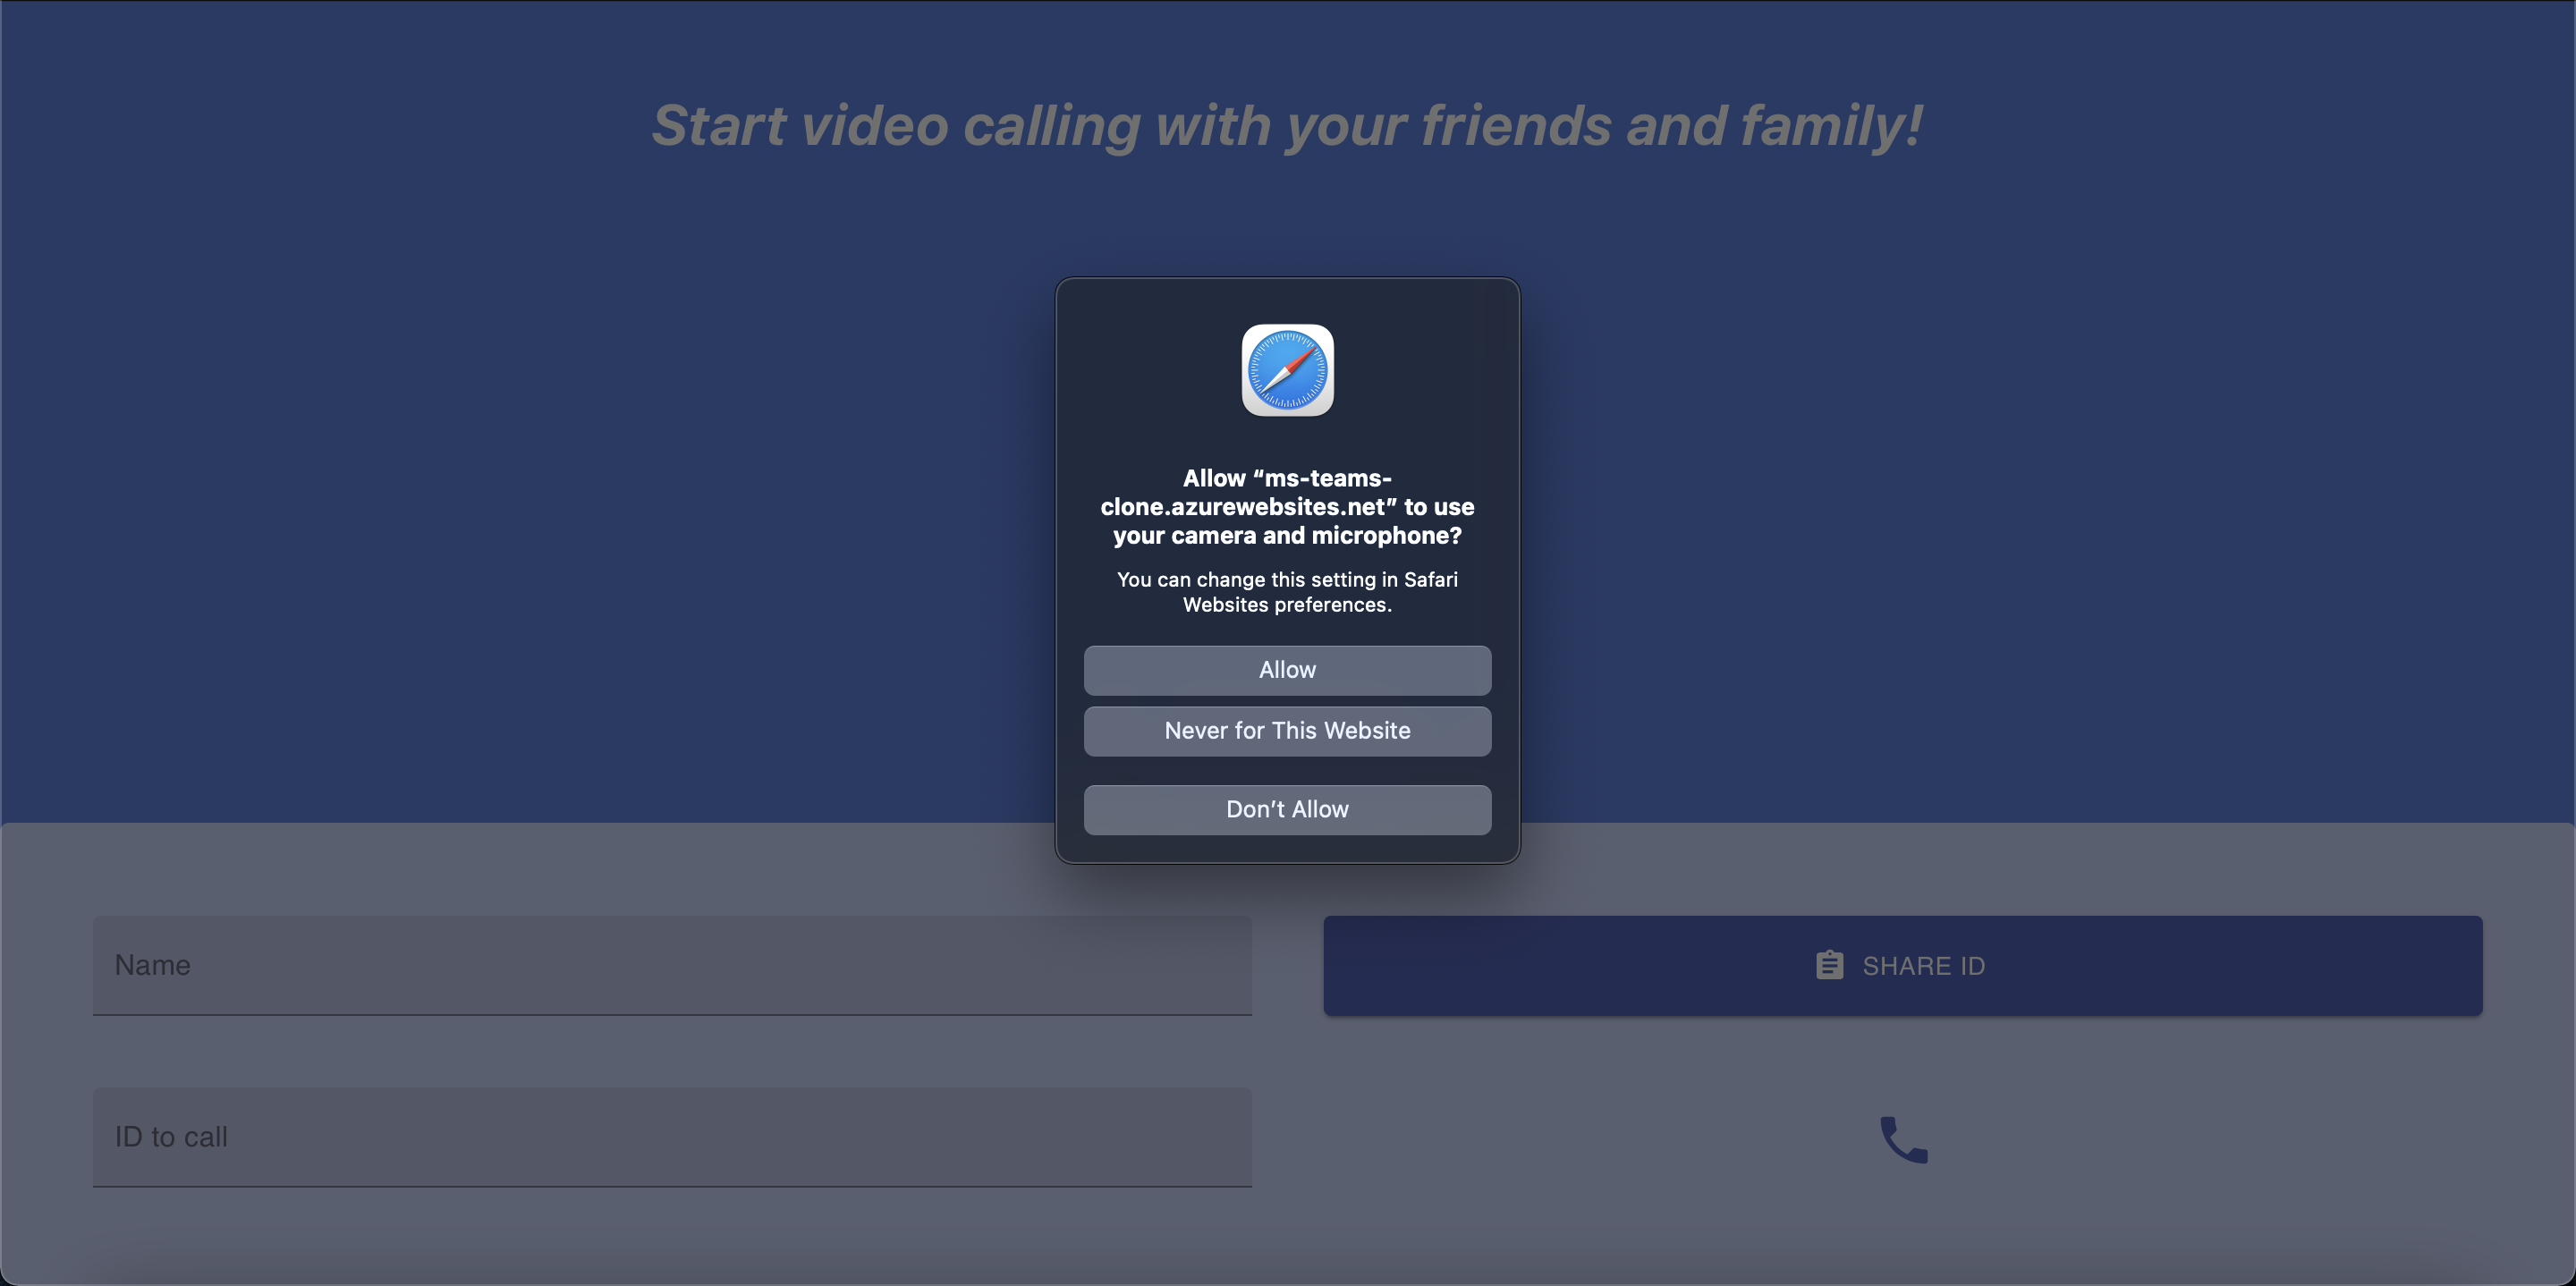 Start video calling with your friends and family!
Allow “ms-teams-
clone.azurewebsites.net” to use
your camera and microphone?
You can change this setting in Safari
Websites preferences.
Allow
Never for This Website
Don’t Allow
Name
SHARE ID
ID to call